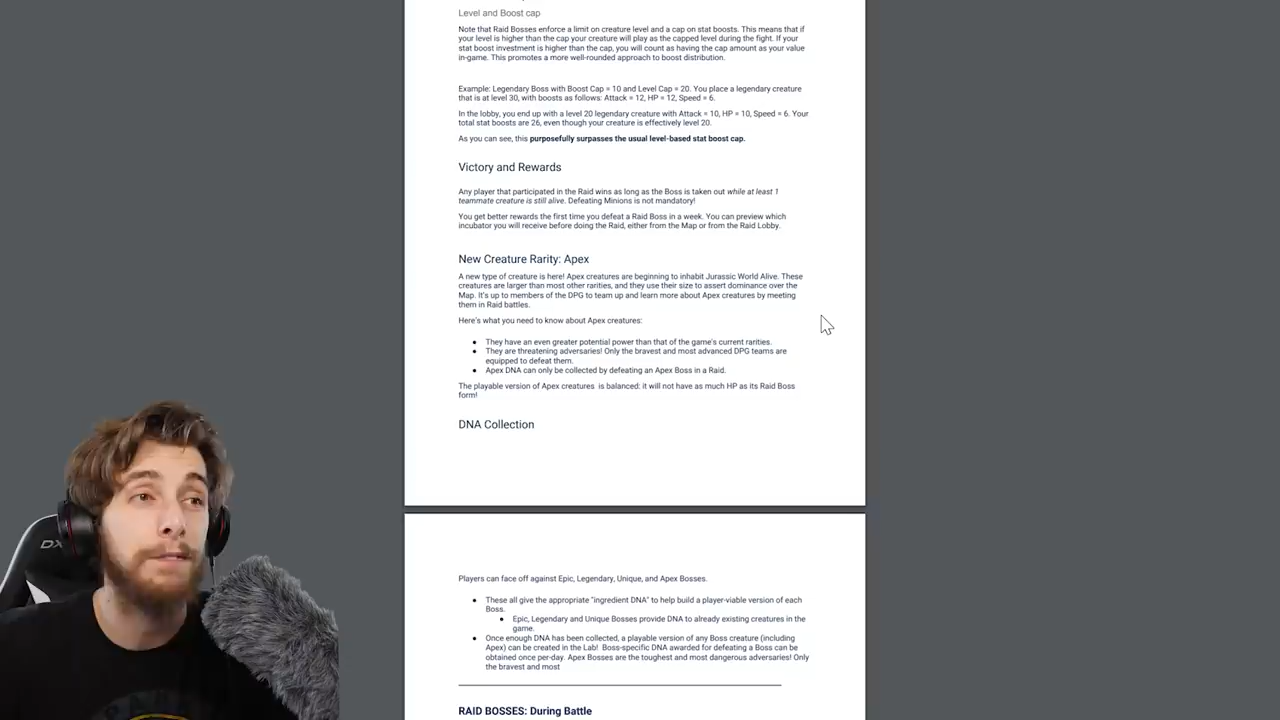 Level and Boost cap
Note that Raid Bosses enforce a limit on creature level and a cap on stat boosts. This means that if
your level is higher than the cap your creature will play as the capped level during the fight. If your
stat boost investment is higher than the cap, you will count as having the cap amount as your value
in-game. This promotes a more well-rounded approach to boost distribution.
Example: Legendary Boss with Boost Cap = 10 and Level Cap = 20. You place a legendary creature
that is at level 30, with boosts as follows: Attack = 12, HP = 12, Speed = 6.
In the lobby, you end up with a level 20 legendary creature with Attack = 10, HP = 10, Speed = 6. Your
total stat boosts are 26, even though your creature is effectively level 20.
As you can see, this purposefully surpasses the usual level-based stat boost cap.
Victory and Rewards
Any player that participated in the Raid wins as long as the Boss is taken out while at least 1
teammate creature is still alive. Defeating Minions is not mandatory!
You get better rewards the first time you defeat a Raid Boss in a week. You can preview which
incubator you will receive before doing the Raid, either from the Map or from the Raid Lobby.
New Creature Rarity: Apex
A new type of creature is here! Apex creatures are beginning to inhabit Jurassic World Alive. These
creatures are larger than most other rarities, and they use their size to assert dominance over the
Map. It's up to members of the DPG to team up and learn more about Apex creatures by meeting
them in Raid battles.
Here's what you need to know about Apex creatures:
● They have an even greater potential power than that of the game's current rarities.
● They are threatening adversaries! Only the bravest and most advanced DPG teams are
equipped to defeat them.
● Apex DNA can only be collected by defeating an Apex Boss in a Raid.
The playable version of Apex creatures is balanced: it will not have as much HP as its Raid Boss
form!
DNA Collection
Players can face off against Epic, Legendary, Unique, and Apex Bosses.
● These all give the appropriate "ingredient DNA" to help build a player-viable version of each
Boss.
● Epic, Legendary and Unique Bosses provide DNA to already existing creatures in the
game.
● Once enough DNA has been collected, a playable version of any Boss creature (including
Apex) can be created in the Lab! Boss-specific DNA awarded for defeating a Boss can be
obtained once per-day. Apex Bosses are the toughest and most dangerous adversaries! Only
the bravest and most
RAID BOSSES: During Battle
DX